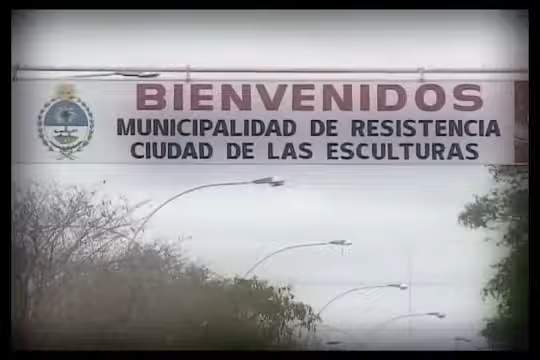 BIENVENIDOS
MUNICIPALIDAD DE RESISTENCIA
CIUDAD DE LAS ESCULTURAS